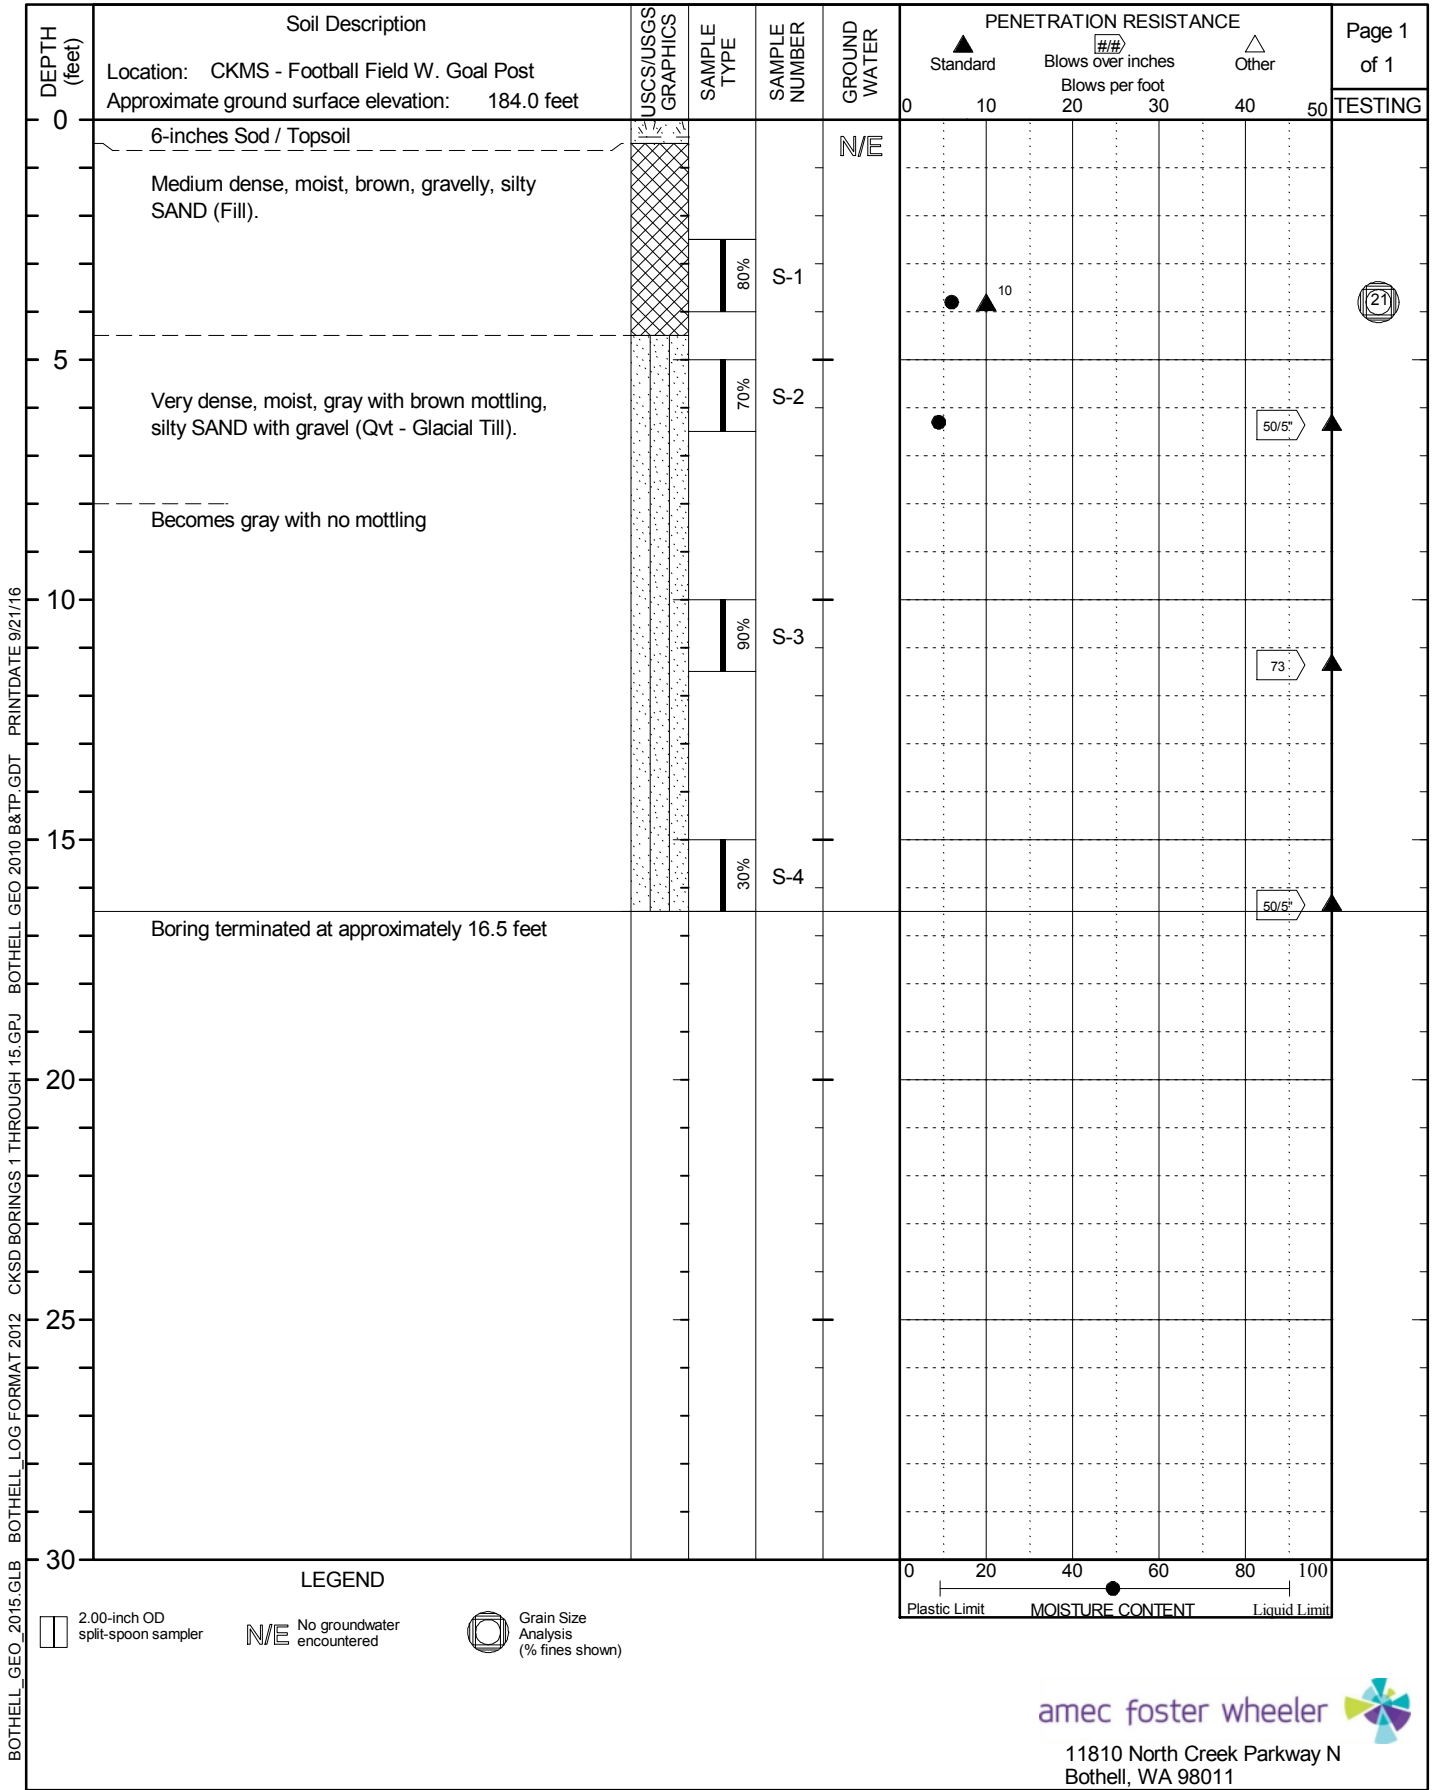 DEPTH
(feet)
Soil Description
Location: CKMS - Football Field W. Goal Post
Approximate ground surface elevation: 184.0 feet
USCS/USGS
GRAPHICS
SAMPLE
TYPE
SAMPLE
NUMBER
GROUND
WATER
PENETRATION RESISTANCE
#/#
Standard
Blows over inches
Other
Blows per foot
0 10 20 30 40 50
Page 1
of 1
TESTING
0
6-inches Sod / Topsoil
N/E
Medium dense, moist, brown, gravelly, silty
SAND (Fill).
80%
S-1
10
21
5
Very dense, moist, gray with brown mottling,
silty SAND with gravel (Qvt - Glacial Till).
70%
S-2
50/5"
Becomes gray with no mottling
10
90%
S-3
73
15
30%
S-4
50/5"
Boring terminated at approximately 16.5 feet
20
25
30
0 20 40 60 80 100
Plastic Limit
MOISTURE CONTENT
Liquid Limit
LEGEND
2.00-inch OD
split-spoon sampler
N/E
No groundwater
encountered
Grain Size
Analysis
(% fines shown)
amec foster wheeler
11810 North Creek Parkway N
Bothell, WA 98011
BOTHELL_GEO_2015.GLB BOTHELL_LOG FORMAT 2012 CKSD BORINGS 1 THROUGH 15.GPJ BOTHELL GEO 2010 B&TP.GDT PRINTDATE 9/21/16